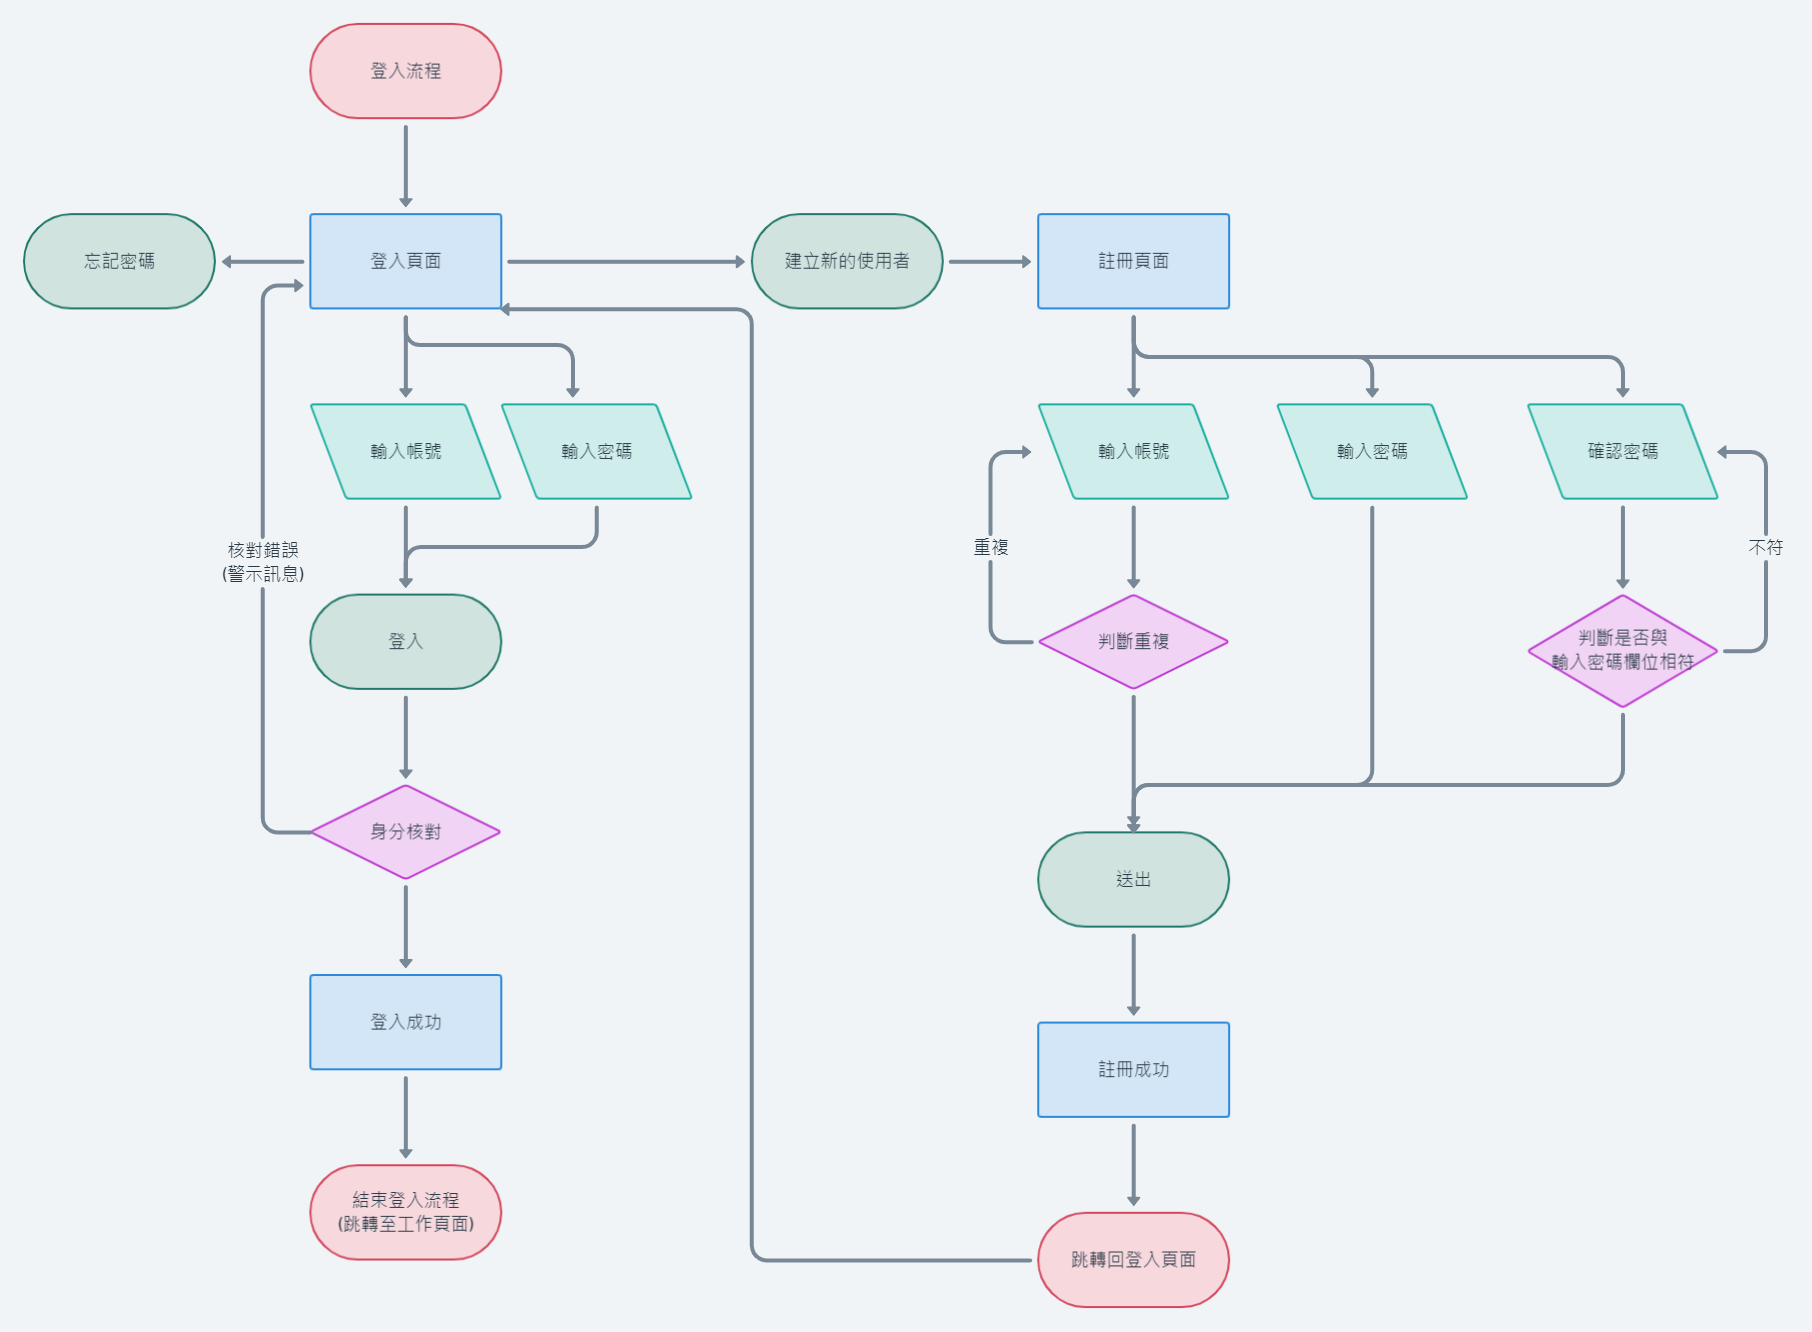 登入流程
忘記密碼
登入頁面
建立新的使用者
註冊頁面
輸入帳號
輸入密碼
輸入帳號
輸入密碼
確認密碼
核對錯誤
(警示訊息)
重複
不符
登入
判斷重複
判斷是否與
輸入密碼欄位相符
身分核對
送出
登入成功
註冊成功
結束登入流程
(跳轉至工作頁面)
跳轉回登入頁面